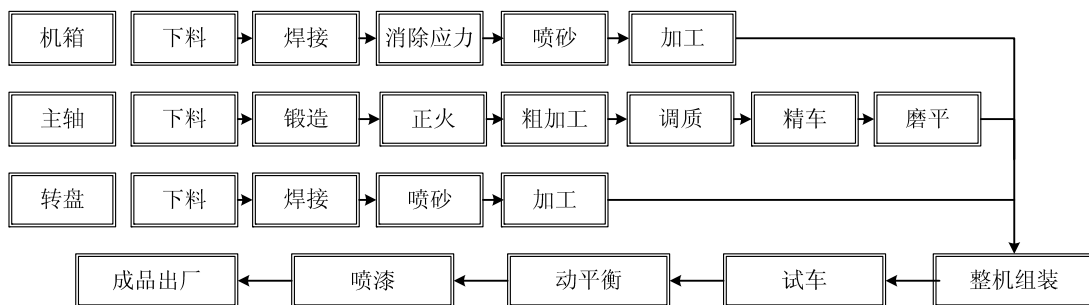 机箱 下料 焊接 消除应力 喷砂 加工
主轴 下料 锻造 正火 粗加工 调质 精车 磨平
转盘 下料 焊接 喷砂 加工
成品出厂 喷漆 动平衡 试车 整机组装